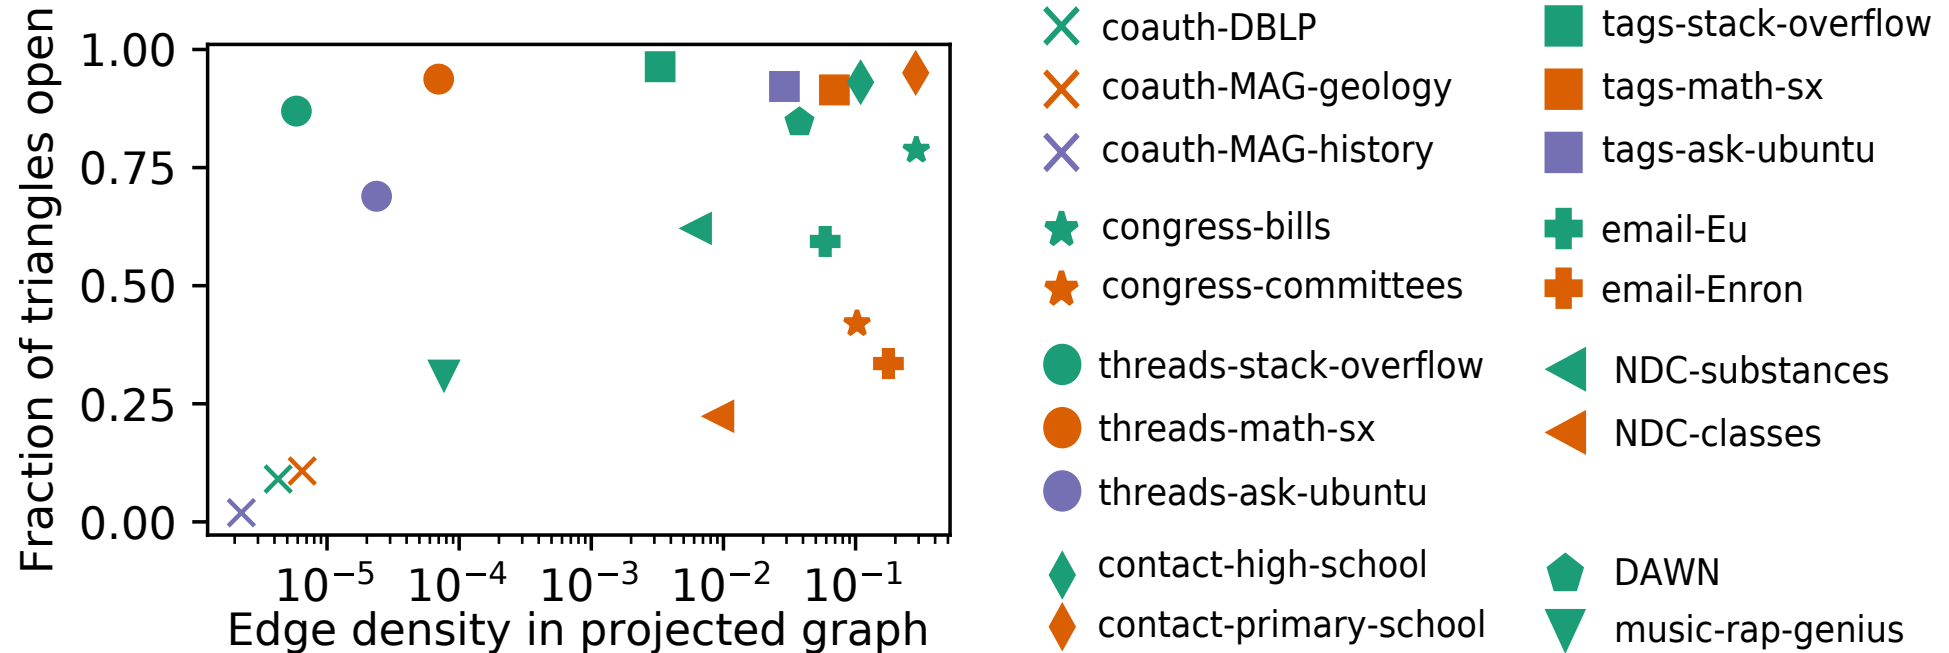 Fraction of triangles open
1.00
0.75
0.50
0.25
0.00
10−5 10−4 10−3 10−2 10−1
Edge density in projected graph
coauth-DBLP
coauth-MAG-geology
coauth-MAG-history
congress-bills
congress-committees
threads-stack-overflow
threads-math-sx
threads-ask-ubuntu
contact-high-school
contact-primary-school
tags-stack-overflow
tags-math-sx
tags-ask-ubuntu
email-Eu
email-Enron
NDC-substances
NDC-classes
DAWN
music-rap-genius